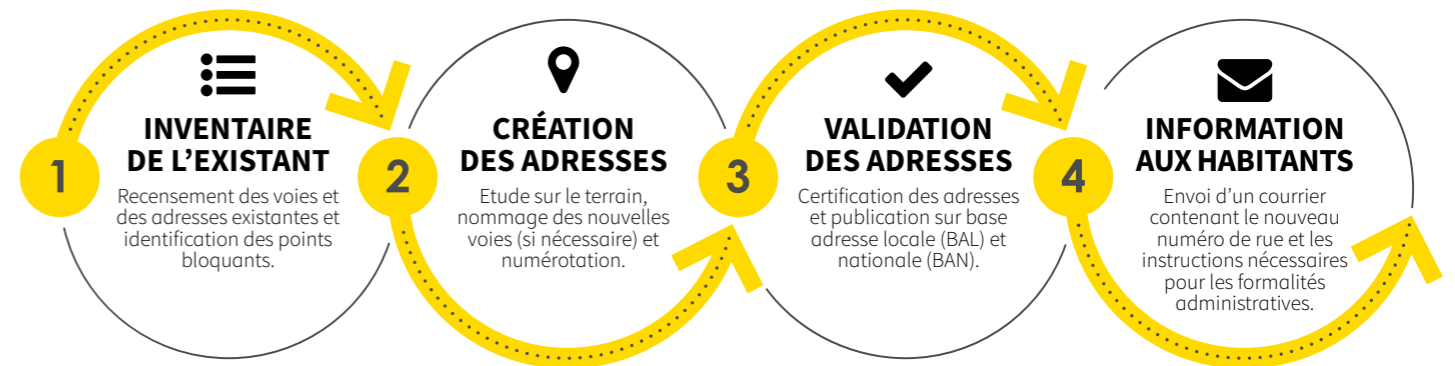 1
INVENTAIRE
DE L’EXISTANT
Recensement des voies et
des adresses existantes et
identification des points
bloquants.
2
CRÉATION
DES ADRESSES
Etude sur le terrain,
nommage des nouvelles
voies (si nécessaire) et
numérotation.
3
VALIDATION
DES ADRESSES
Certification des adresses
et publication sur base
adresse locale (BAL) et
nationale (BAN).
4
INFORMATION
AUX HABITANTS
Envoi d’un courrier
contenant le nouveau
numéro de rue et les
instructions nécessaires
pour les formalités
administratives.